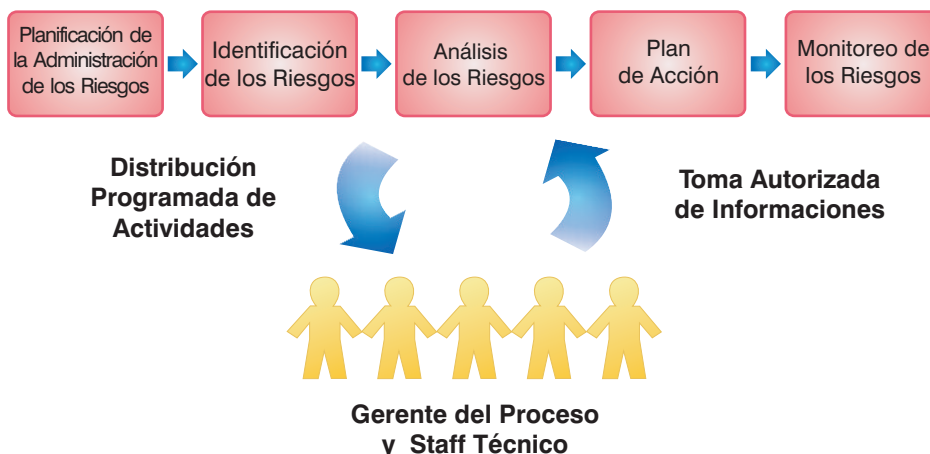 Planificación de
la Administración
de los Riesgos
Identificación
de los Riesgos
Análisis
de los Riesgos
Plan
de Acción
Monitoreo de
los Riesgos
Distribución
Programada de
Actividades
Toma Autorizada
de Informaciones
Gerente del Proceso
y Staff Técnico